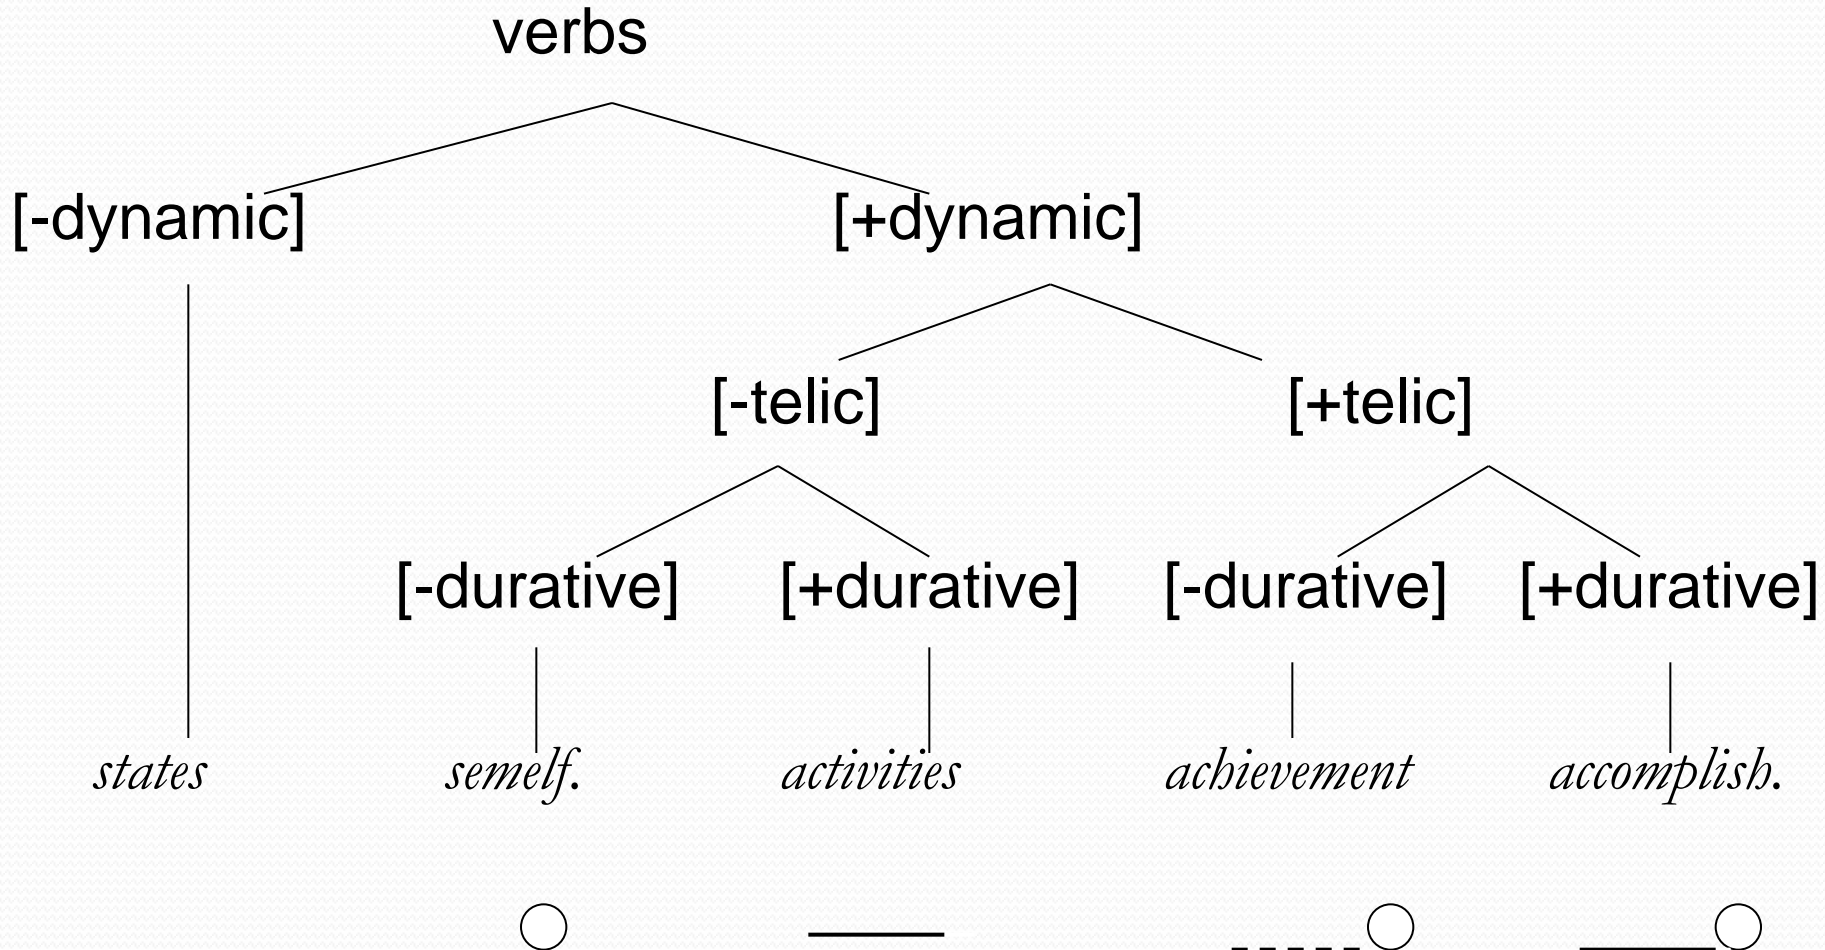 verbs
[-dynamic] [+dynamic]
[-telic] [+telic]
[-durative] [+durative] [-durative] [+durative]
states semelf. activities achievement accomplish.